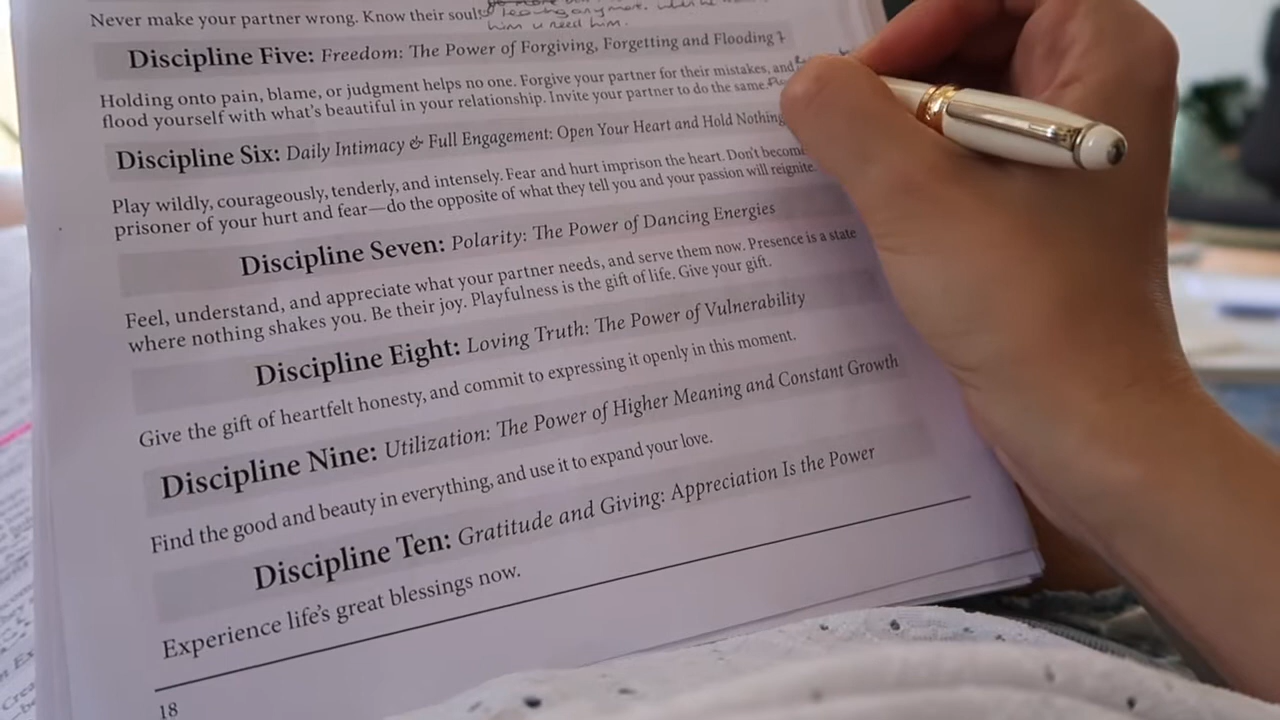 Never make your partner wrong. Know their soul!
leaving anymore.
him u need him.
Discipline Five: Freedom: The Power of Forgiving, Forgetting and Flooding
Holding onto pain, blame, or judgment helps no one. Forgive your partner for their mistakes, and
flood yourself with what's beautiful in your relationship. Invite your partner to do the same.
Discipline Six: Daily Intimacy & Full Engagement: Open Your Heart and Hold Nothing
Play wildly, courageously, tenderly, and intensely. Fear and hurt imprison the heart. Don't
prisoner of your hurt and fear—do the opposite of what they tell you and your passion will reignite.
Discipline Seven: Polarity: The Power of Dancing Energies
Feel, understand, and appreciate what your partner needs, and serve them now. Presence is a state
where nothing shakes you. Be their joy. Playfulness is the gift of life. Give your gift.
Discipline Eight: Loving Truth: The Power of Vulnerability
Give the gift of heartfelt honesty, and commit to expressing it openly in this moment.
Discipline Nine: Utilization: The Power of Higher Meaning and Constant Growth
Find the good and beauty in everything, and use it to expand your love.
Discipline Ten: Gratitude and Giving: Appreciation Is the Power
Experience life's great blessings now.
18